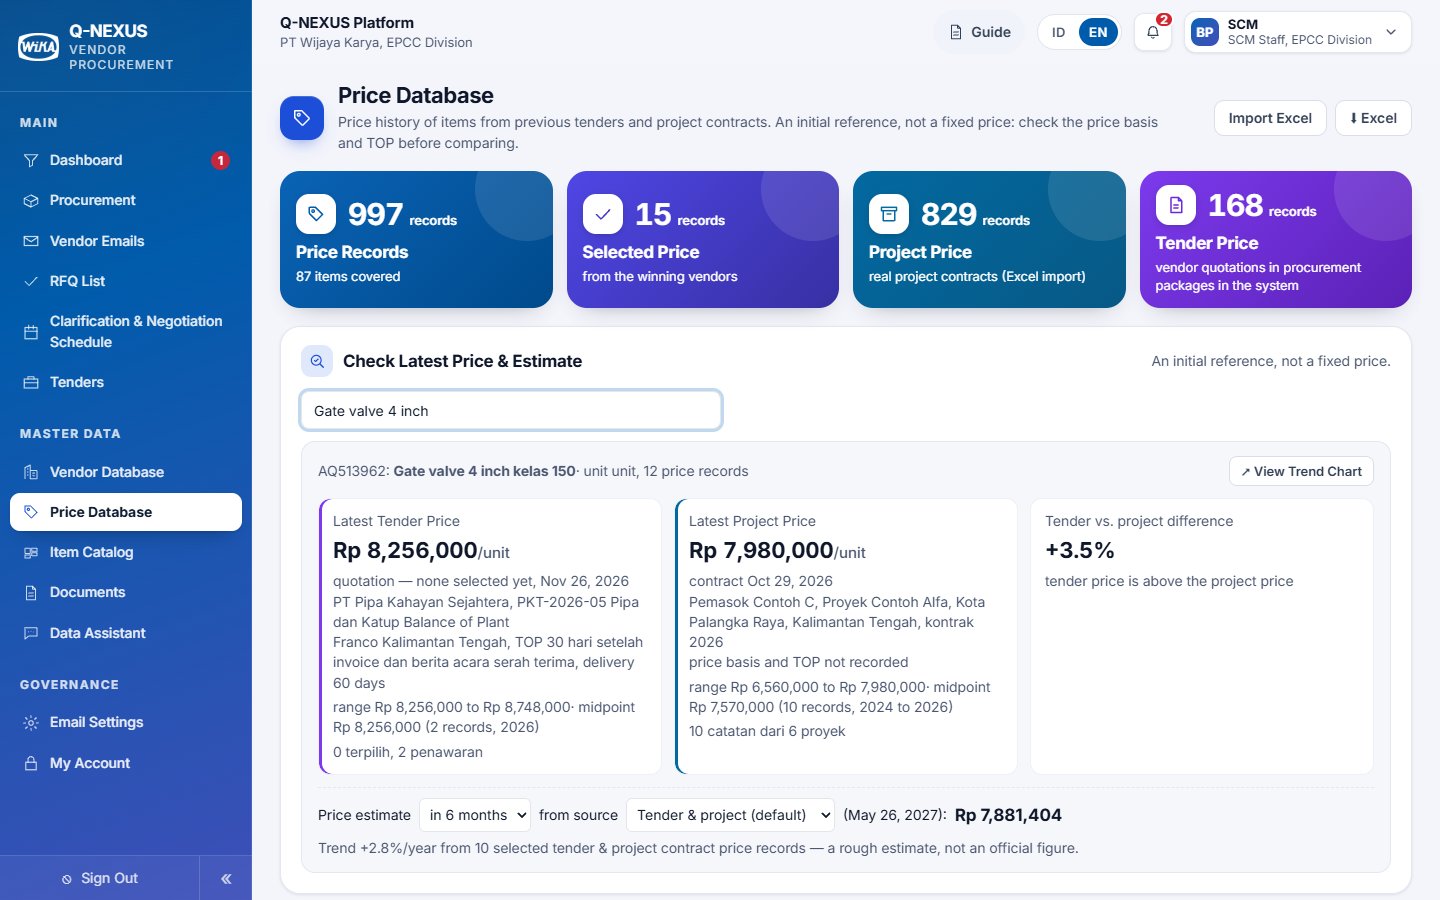 WIKA
Q-NEXUS
VENDOR
PROCUREMENT
MAIN
Dashboard 1
Procurement
Vendor Emails
RFQ List
Clarification & Negotiation
Schedule
Tenders
MASTER DATA
Vendor Database
Price Database
Item Catalog
Documents
Data Assistant
GOVERNANCE
Email Settings
My Account
Sign Out «
Q-NEXUS Platform
PT Wijaya Karya, EPCC Division
Guide
ID EN
2
BP
SCM
SCM Staff, EPCC Division
Price Database
Price history of items from previous tenders and project contracts. An initial reference, not a fixed price: check the price basis
and TOP before comparing.
Import Excel
⬇ Excel
997 records
Price Records
87 items covered
15 records
Selected Price
from the winning vendors
829 records
Project Price
real project contracts (Excel import)
168 records
Tender Price
vendor quotations in procurement
packages in the system
Check Latest Price & Estimate
An initial reference, not a fixed price.
Gate valve 4 inch
AQ513962: Gate valve 4 inch kelas 150· unit unit, 12 price records
↗ View Trend Chart
Latest Tender Price
Rp 8,256,000/unit
quotation — none selected yet, Nov 26, 2026
PT Pipa Kahayan Sejahtera, PKT-2026-05 Pipa
dan Katup Balance of Plant
Franco Kalimantan Tengah, TOP 30 hari setelah
invoice dan berita acara serah terima, delivery
60 days
range Rp 8,256,000 to Rp 8,748,000· midpoint
Rp 8,256,000 (2 records, 2026)
0 terpilih, 2 penawaran
Latest Project Price
Rp 7,980,000/unit
contract Oct 29, 2026
Pemasok Contoh C, Proyek Contoh Alfa, Kota
Palangka Raya, Kalimantan Tengah, kontrak
2026
price basis and TOP not recorded
range Rp 6,560,000 to Rp 7,980,000· midpoint
Rp 7,570,000 (10 records, 2024 to 2026)
10 catatan dari 6 proyek
Tender vs. project difference
+3.5%
tender price is above the project price
Price estimate in 6 months from source Tender & project (default) (May 26, 2027): Rp 7,881,404
Trend +2.8%/year from 10 selected tender & project contract price records — a rough estimate, not an official figure.